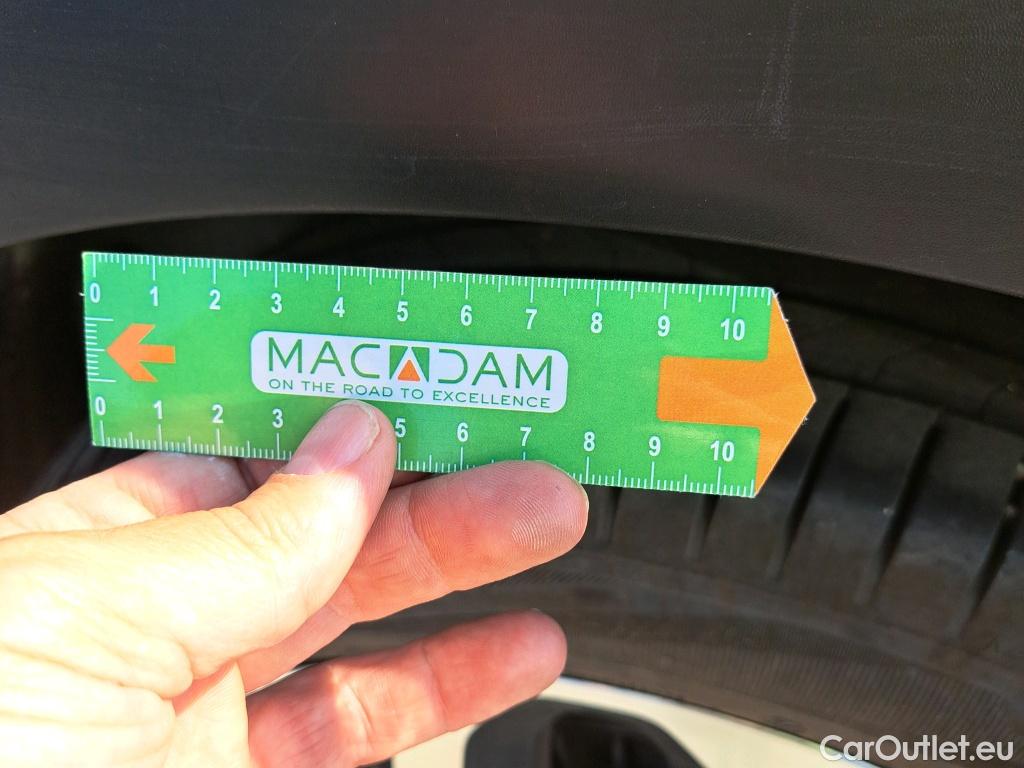 0 1 2 3 4 5 6 7 8 9 10
MACADAM
ON THE ROAD TO EXCELLENCE
0 1 2 3 5 6 7 8 9 10
CarOutlet.eu